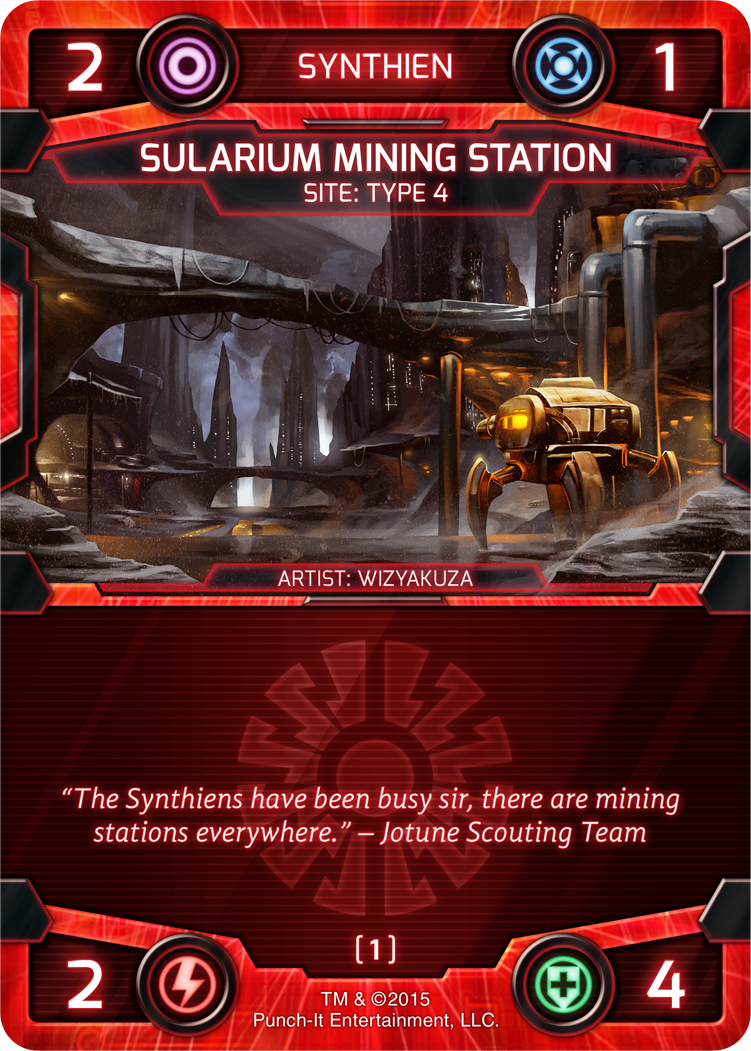 2 SYNTHIEN 1
SULARIUM MINING STATION
SITE: TYPE 4
ARTIST: WIZYAKUZA
“The Synthiens have been busy sir, there are mining
stations everywhere.” – Jotune Scouting Team
(1)
2 4
TM & ©2015
Punch-It Entertainment, LLC.